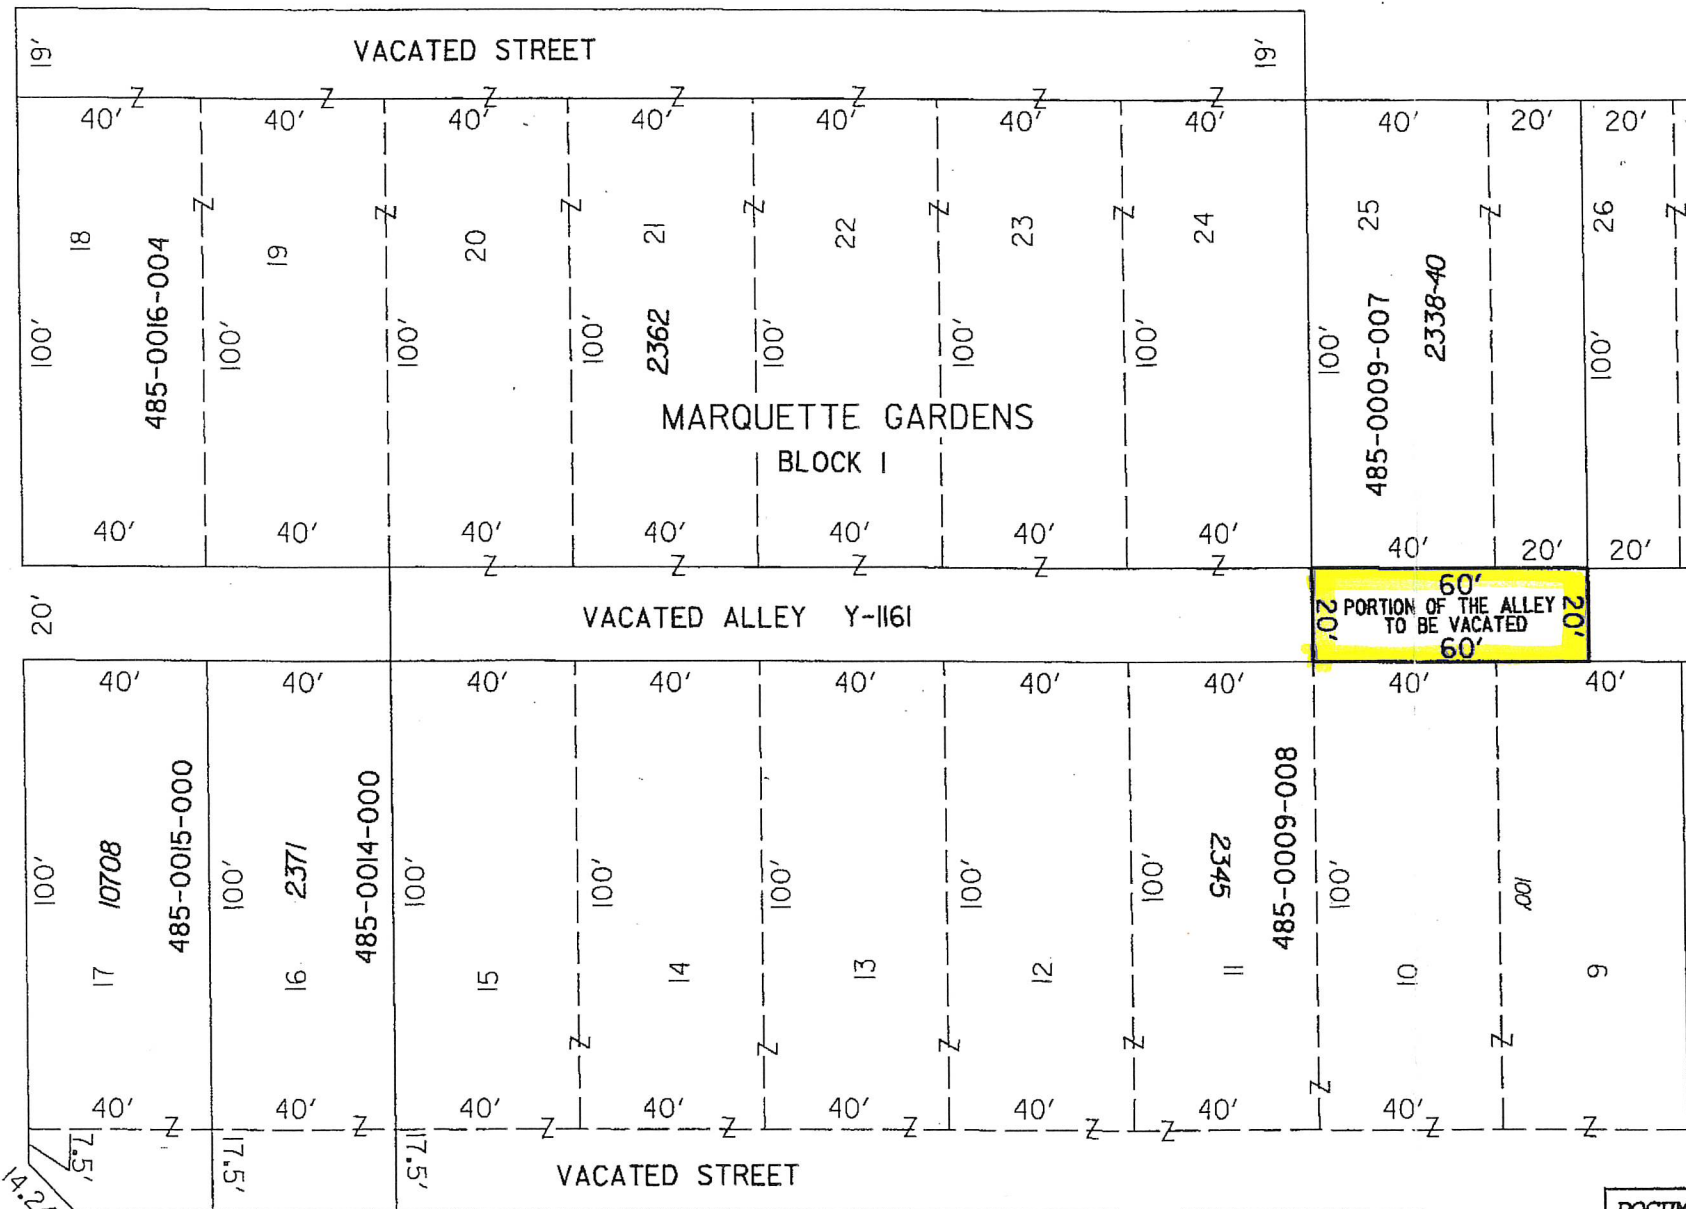 VACATED STREET
19' 19'
40' 40' 40' 40' 40' 40' 40' 40' 20' 20'
Z Z Z Z Z Z Z
18 19 20 21 22 23 24 25 26
Z Z Z Z Z Z Z Z
485-0016-004 2362 485-0009-007 2338-40
100' 100' 100' 100' 100' 100' 100' 100' 100'
MARQUETTE GARDENS
BLOCK 1
40' 40' 40' 40' 40' 40' 40' 40' 20' 20'
Z Z Z Z Z
20' VACATED ALLEY Y-1161
60'
20' PORTION OF THE ALLEY 20'
TO BE VACATED
60'
40' 40' 40' 40' 40' 40' 40' 40' 40'
10708 485-0015-000 2371 485-0014-000 2345 485-0009-008
100' 100' 100' 100' 100' 100' 100' 100' 100'
17 16 15 14 13 12 11 10 9
Z Z Z Z Z Z
40' 40' 40' 40' 40' 40' 40' 40'
Z Z Z Z Z Z Z Z Z
7.5' 17.5' 17.5'
VACATED STREET